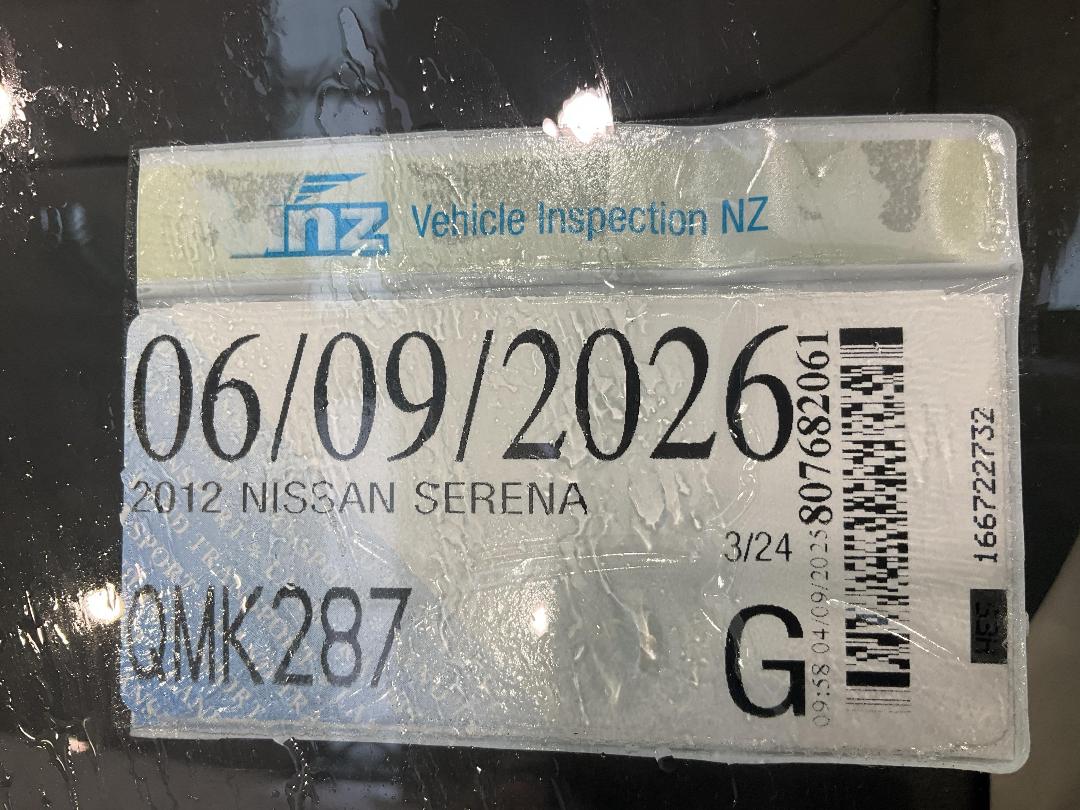 nz Vehicle Inspection NZ
06/09/2026
2012 NISSAN SERENA
3/24
QMK287
G
09:58 04/09/2025
807682061
1667222732